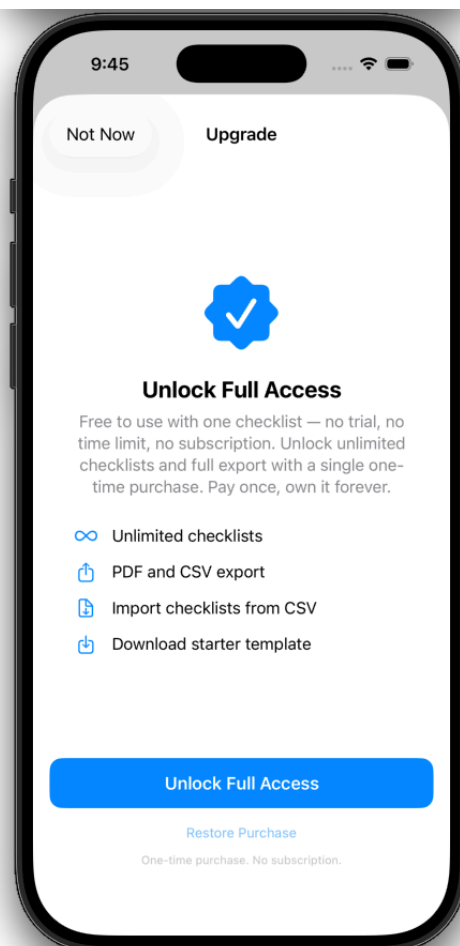 9:45
Not Now
Upgrade
Unlock Full Access
Free to use with one checklist — no trial, no
time limit, no subscription. Unlock unlimited
checklists and full export with a single one-
time purchase. Pay once, own it forever.
Unlimited checklists
PDF and CSV export
Import checklists from CSV
Download starter template
Unlock Full Access
Restore Purchase
One-time purchase. No subscription.